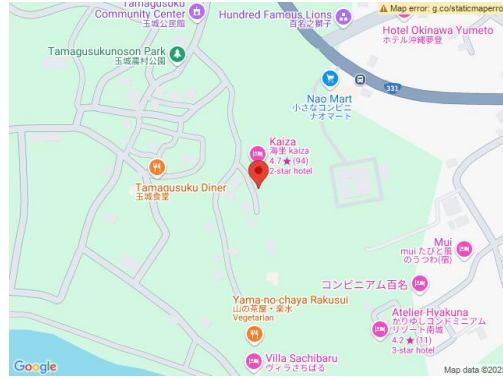 Tamagusuku
Community Center
玉城公民館
Hundred Famous Lions
百名之獅子
Map error: g.co/staticmaperro
Hotel Okinawa Yumeto
ホテル沖縄夢登
Tamagusukunoson Park
玉城農村公園
331
Nao Mart
小さなコンビニ
ナオマート
Kaiza
海坐 kaiza
4.7★(94)
2-star hotel
Tamagusuku Diner
玉城食堂
Mui
mui たびと風
のうつわ(宿)
コンビニアム百名
Yama-no-chaya Rakusui
山の茶屋・楽水
Vegetarian
Atelier Hyakuna
かりゆしコンドミニアム
リゾート南城
4.2★(11)
3-star hotel
Villa Sachibaru
ヴィラさちばる
Google
Map data ©2025